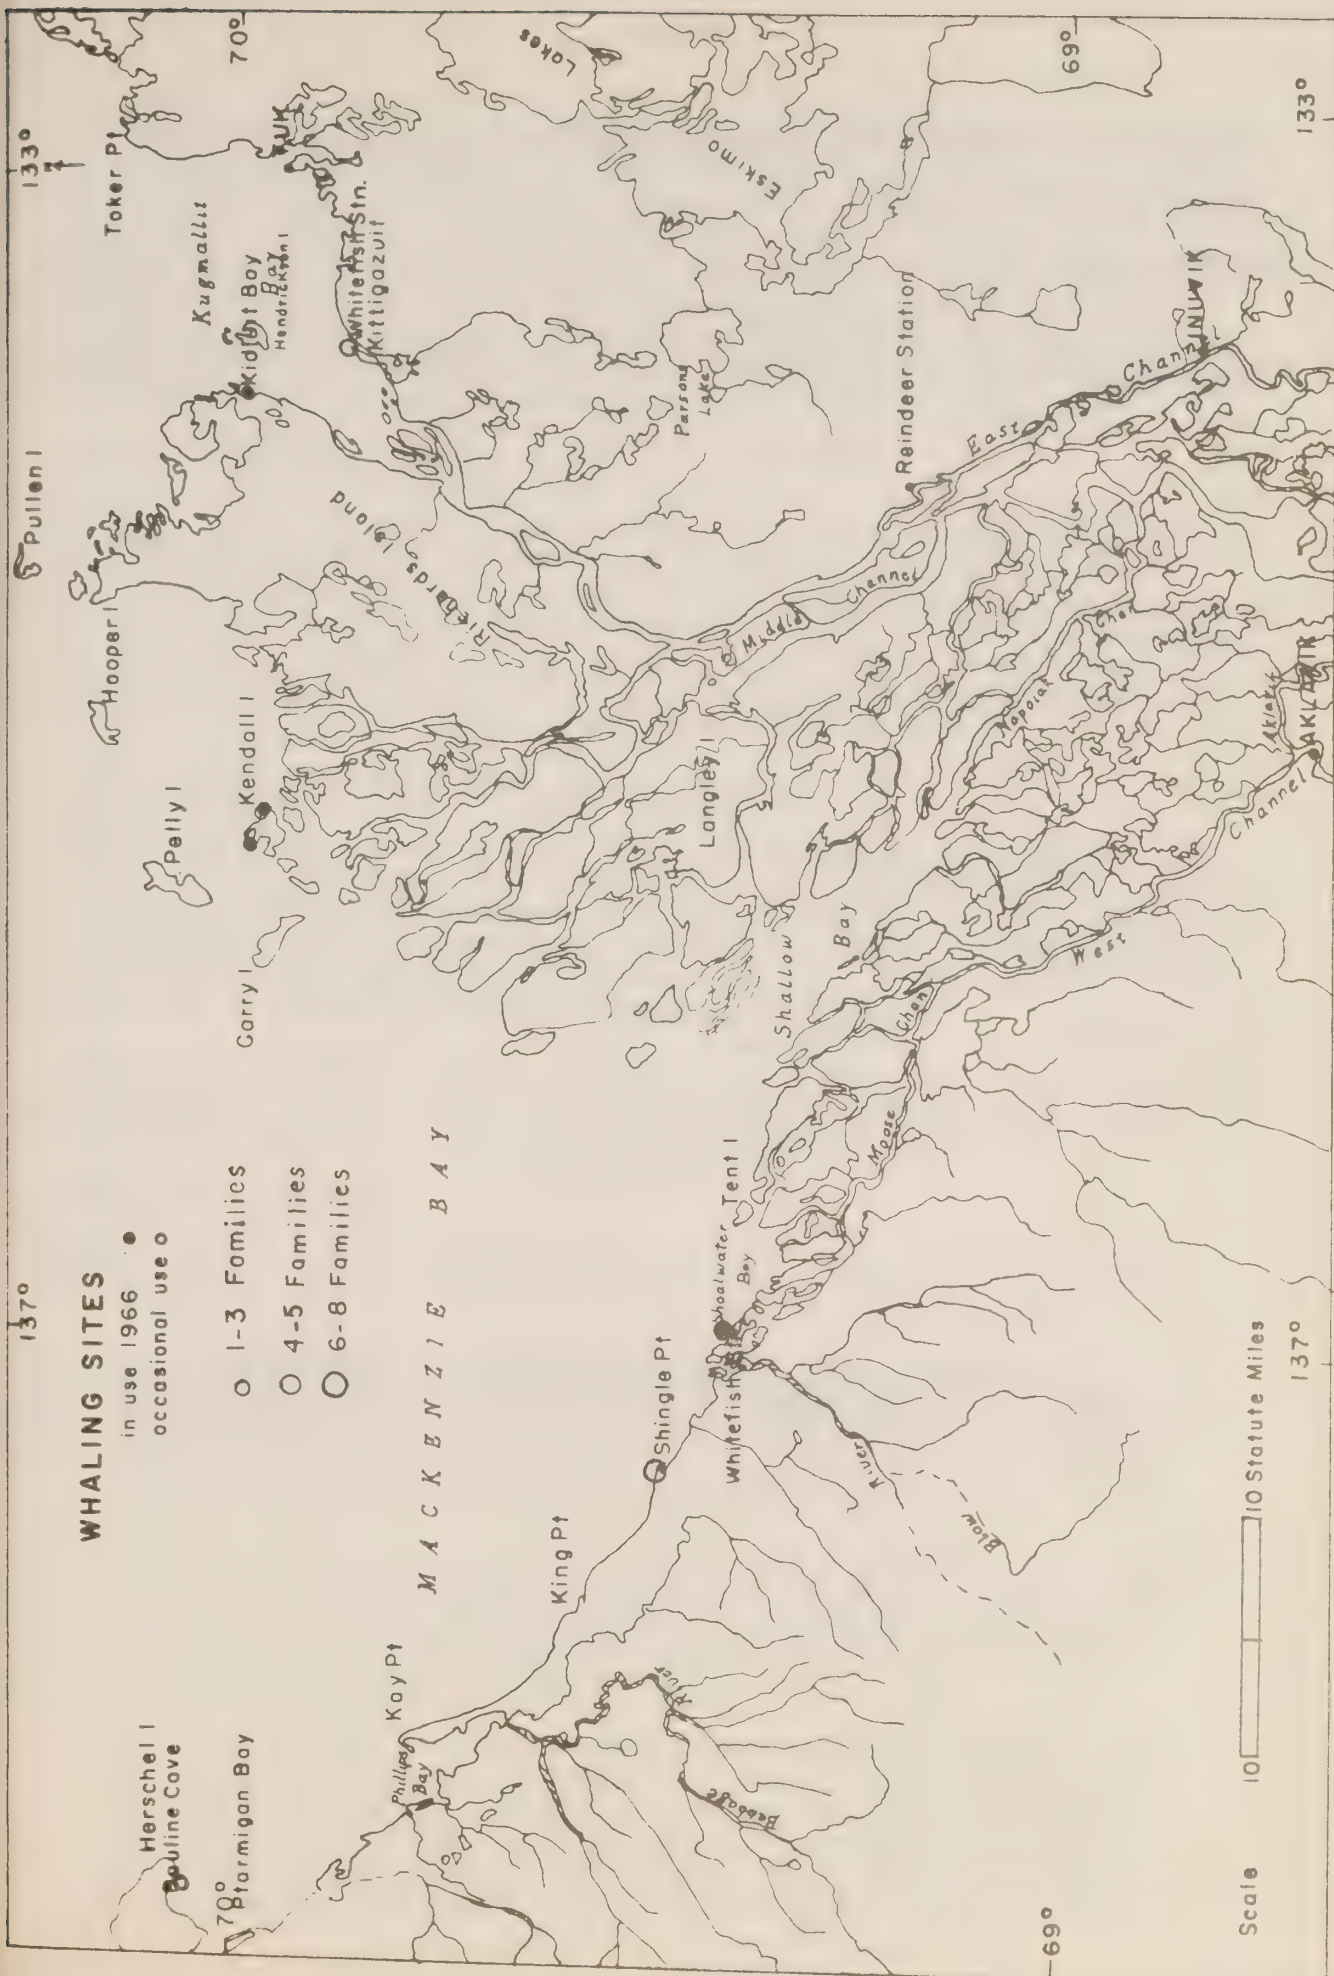 WHALING SITES
in use 1966 ●
occasional use o
1-3 Families
4-5 Families
6-8 Families
137°
133°
Herschel I
Pauline Cove
70°
Ptarmigan Bay
Phillips
Bay
Kay Pt
King Pt
Shingle Pt
MACKENZIE BAY
Shoalwater
Bay
Tent I
Whitefish
Garry I
Pelly I
Kendall I
Hooper I
Pullen I
Richards Island
Kugmallit
Bay
Kidluit Bay
Hendrickson I
Toker Pt
TUK
Whitefish Stn.
Kittigazuit
70°
Eskimo
Lakes
Parsons
Lake
Langley I
Shallow
Bay
Middle Channel
Reindeer Station
East Channel
INUVIK
Napoiak Chan
Aklavik
AKLAVIK
West Channel
Moose Chan
Blow River
Babbage River
69°
69°
Scale
10
10 Statute Miles
137°
133°